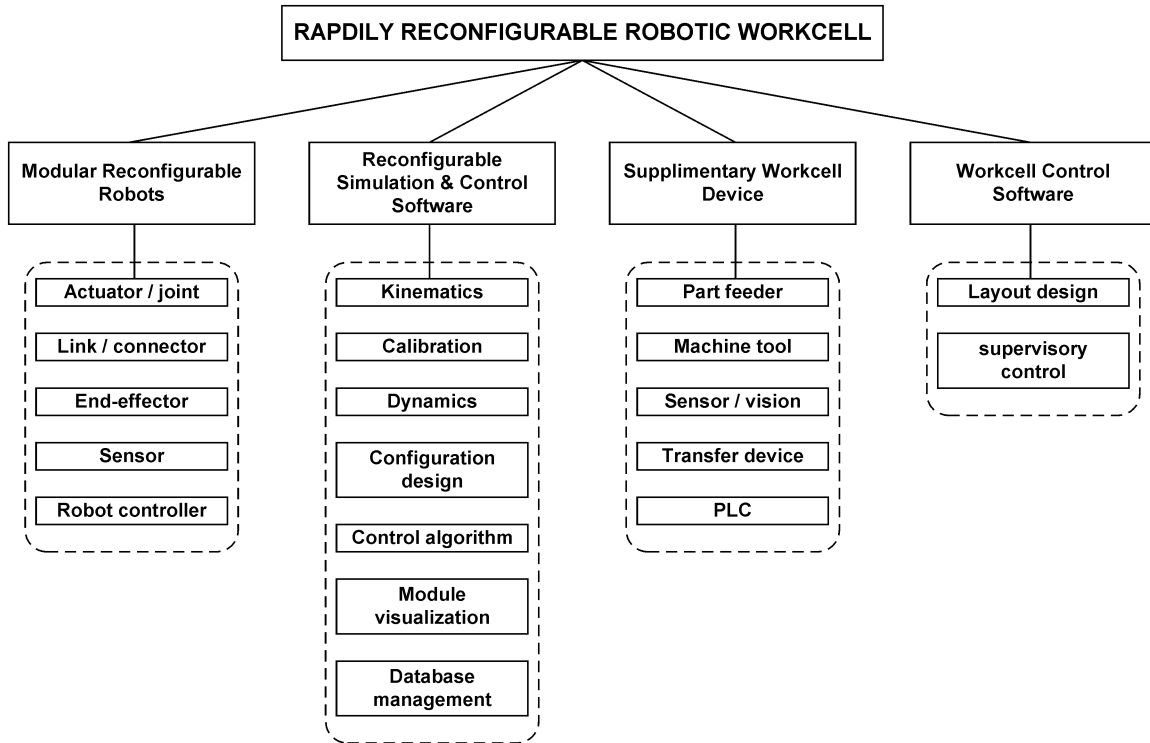 RAPDILY RECONFIGURABLE ROBOTIC WORKCELL
Modular Reconfigurable
Robots
Actuator / joint
Link / connector
End-effector
Sensor
Robot controller
Reconfigurable
Simulation & Control
Software
Kinematics
Calibration
Dynamics
Configuration
design
Control algorithm
Module
visualization
Database
management
Supplimentary Workcell
Device
Part feeder
Machine tool
Sensor / vision
Transfer device
PLC
Workcell Control
Software
Layout design
supervisory
control